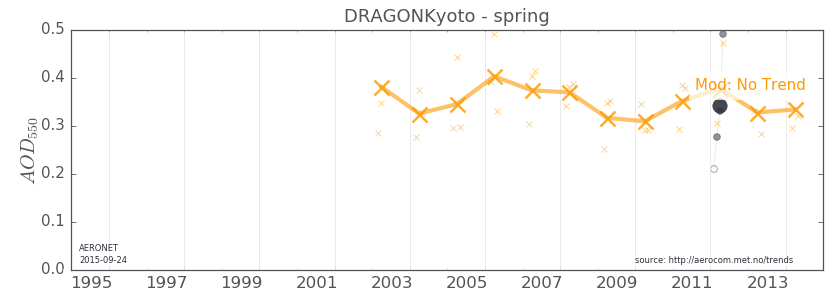 DRAGONKyoto - spring
0.5
0.4
0.3
0.2
0.1
0.0
AOD550
Mod: No Trend
AERONET
2015-09-24
source: http://aerocom.met.no/trends
1995 1997 1999 2001 2003 2005 2007 2009 2011 2013